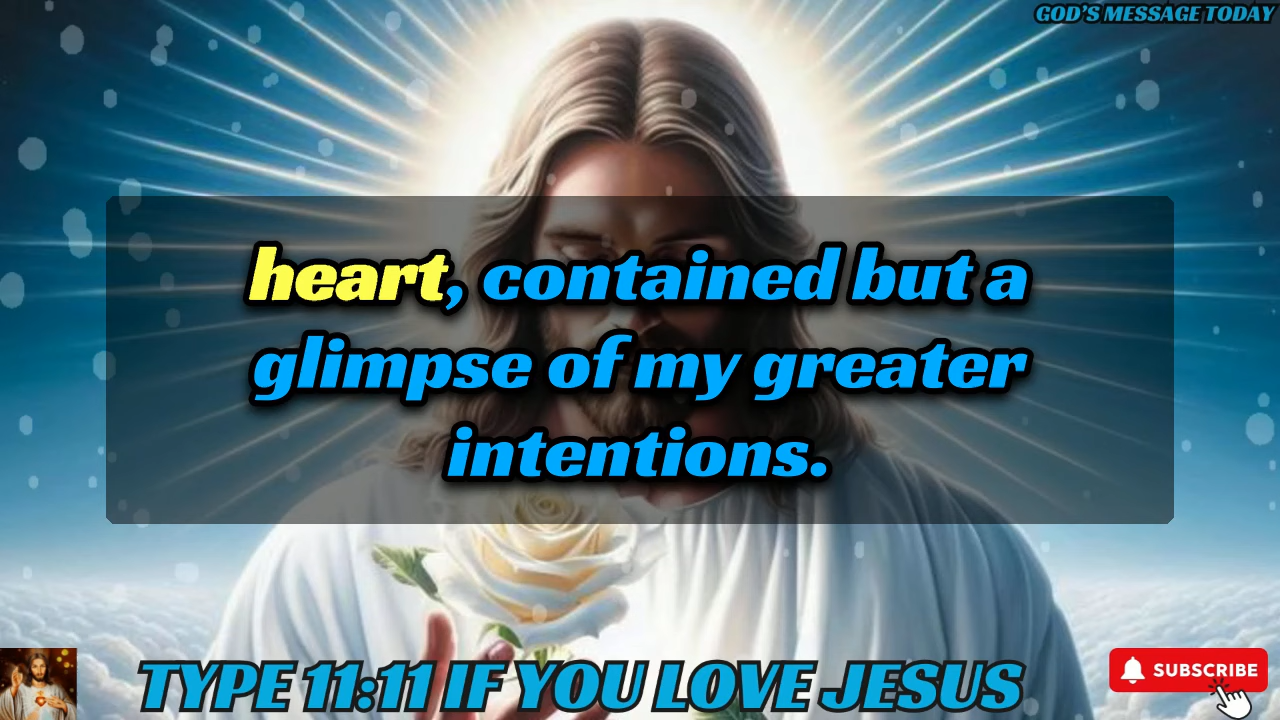 GOD'S MESSAGE TODAY
heart, contained but a
glimpse of my greater
intentions.
TYPE 11:11 IF YOU LOVE JESUS
SUBSCRIBE